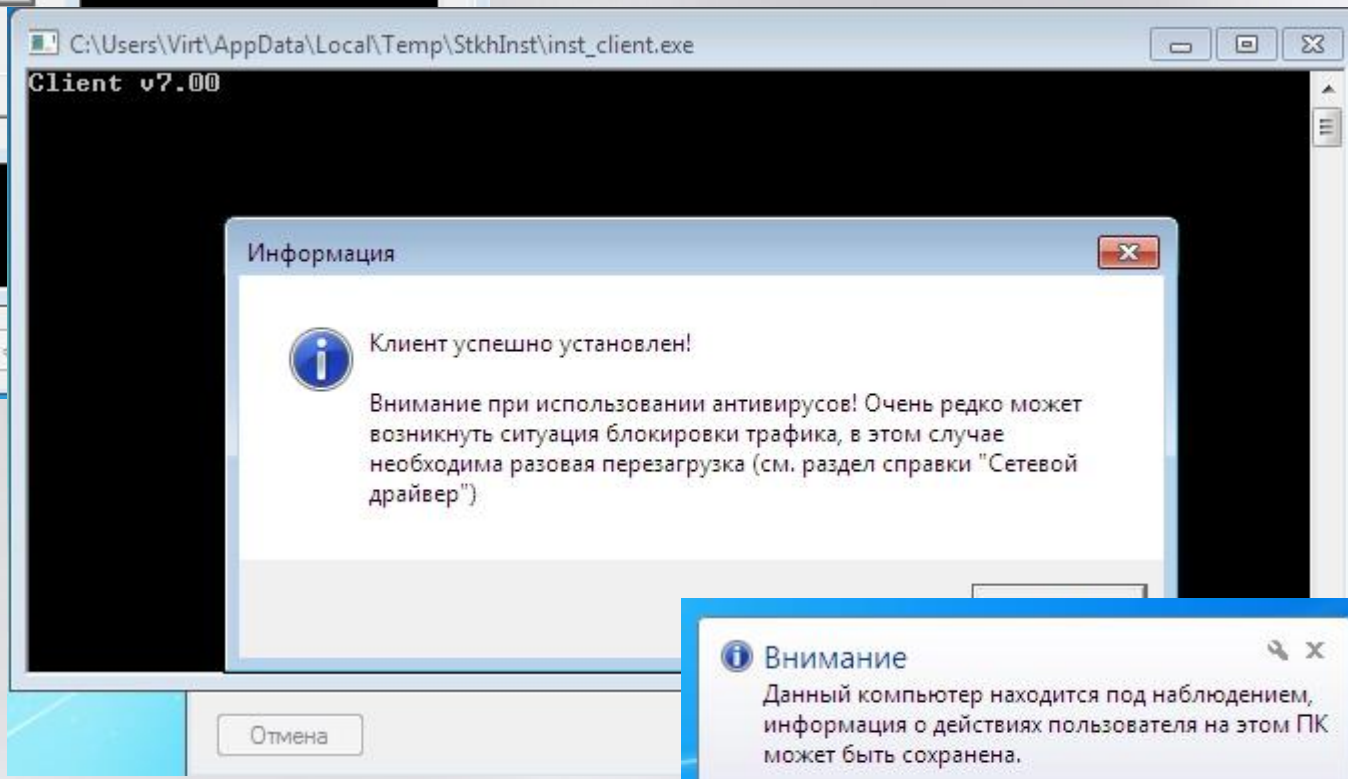 C:\Users\Virt\AppData\Local\Temp\StkhInst\inst_client.exe
Client v7.00
Информация
Клиент успешно установлен!
Внимание при использовании антивирусов! Очень редко может
возникнуть ситуация блокировки трафика, в этом случае
необходима разовая перезагрузка (см. раздел справки "Сетевой
драйвер")
Внимание
Данный компьютер находится под наблюдением,
информация о действиях пользователя на этом ПК
может быть сохранена.
Отмена